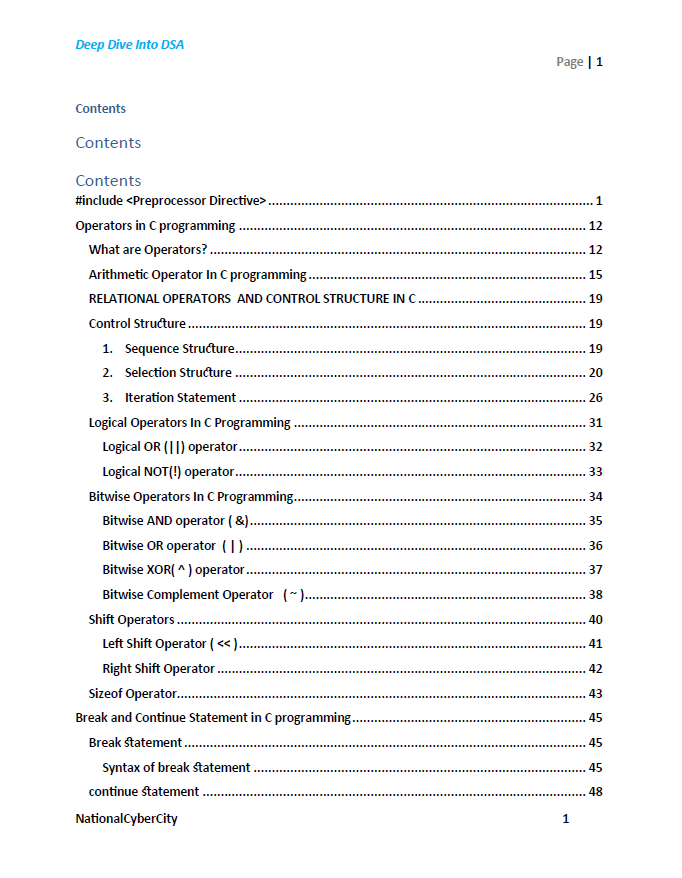 Deep Dive Into DSA
Page | 1
Contents
Contents
Contents
#include <Preprocessor Directive> ........ 1
Operators in C programming ........ 12
What are Operators? ........ 12
Arithmetic Operator In C programming ........ 15
RELATIONAL OPERATORS  AND CONTROL STRUCTURE IN C ........ 19
Control Structure ........ 19
1. Sequence Structure ........ 19
2. Selection Structure ........ 20
3. Iteration Statement ........ 26
Logical Operators In C Programming ........ 31
Logical OR (||) operator ........ 32
Logical NOT(!) operator ........ 33
Bitwise Operators In C Programming ........ 34
Bitwise AND operator ( &) ........ 35
Bitwise OR operator  ( | ) ........ 36
Bitwise XOR( ^ ) operator ........ 37
Bitwise Complement Operator   ( ~ ) ........ 38
Shift Operators ........ 40
Left Shift Operator ( << ) ........ 41
Right Shift Operator ........ 42
Sizeof Operator ........ 43
Break and Continue Statement in C programming ........ 45
Break statement ........ 45
Syntax of break statement ........ 45
continue statement ........ 48
NationalCyberCity 1